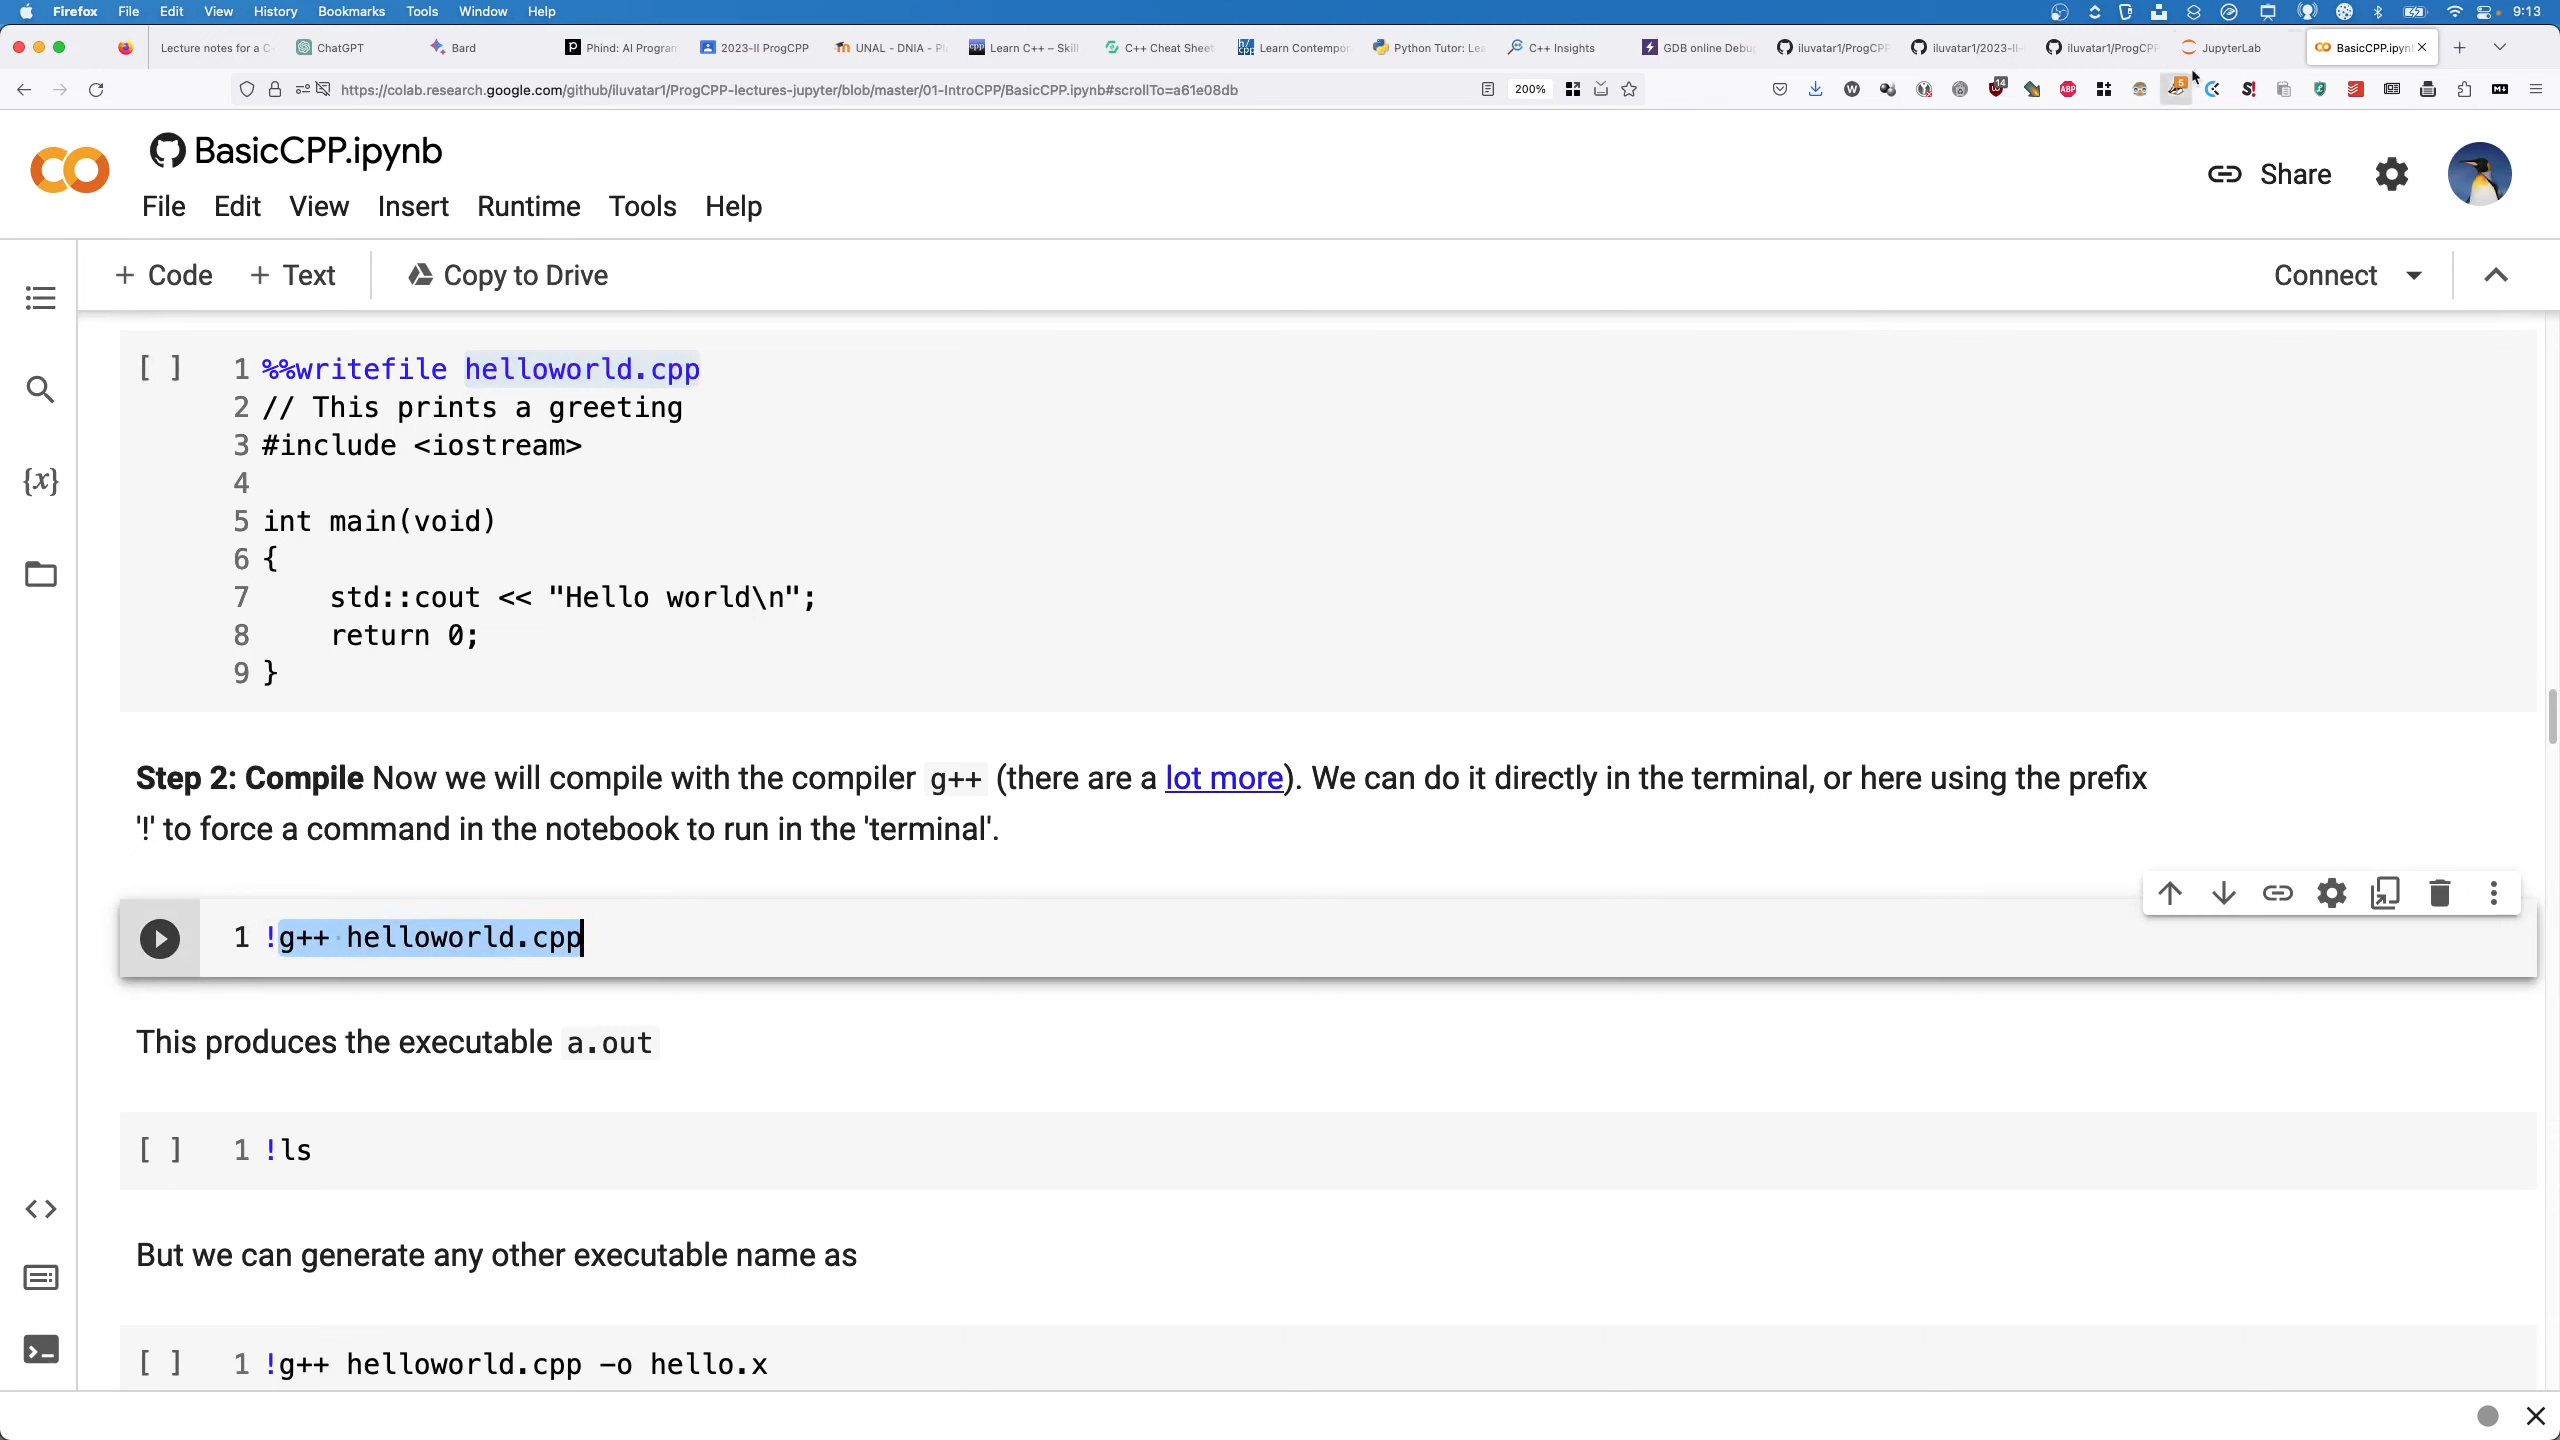 Firefox File Edit View History Bookmarks Tools Window Help 9:13
Lecture notes for a C ChatGPT Bard Phind: AI Program 2023-II ProgCPP UNAL - DNIA - Pl Learn C++ – Skill C++ Cheat Sheet Learn Contempor Python Tutor: Lea C++ Insights GDB online Debu iluvatar1/ProgCPP iluvatar1/2023-II- iluvatar1/ProgCPP JupyterLab BasicCPP.ipyn
https://colab.research.google.com/github/iluvatar1/ProgCPP-lectures-jupyter/blob/master/01-IntroCPP/BasicCPP.ipynb#scrollTo=a61e08db 200% 14 ABP 5
BasicCPP.ipynb
File Edit View Insert Runtime Tools Help
Share
+ Code + Text Copy to Drive Connect
[ ] 1 %%writefile helloworld.cpp
2 // This prints a greeting
3 #include <iostream>
4
5 int main(void)
6 {
7 std::cout << "Hello world\n";
8 return 0;
9 }
Step 2: Compile Now we will compile with the compiler g++ (there are a lot more). We can do it directly in the terminal, or here using the prefix
'!' to force a command in the notebook to run in the 'terminal'.
1 !g++ helloworld.cpp
This produces the executable a.out
[ ] 1 !ls
But we can generate any other executable name as
[ ] 1 !g++ helloworld.cpp -o hello.x